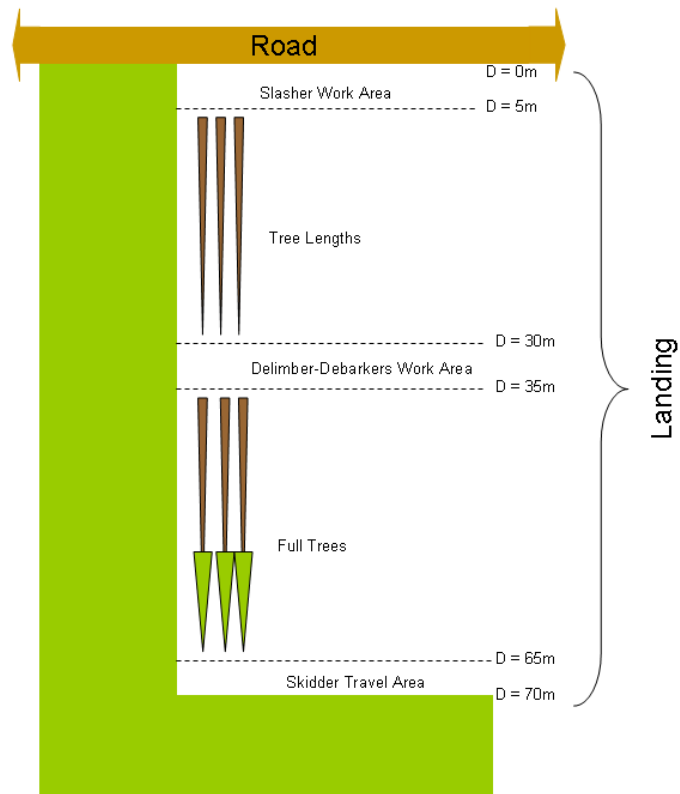 Road
D = 0m
Slasher Work Area
D = 5m
Tree Lengths
D = 30m
Delimber-Debarkers Work Area
D = 35m
Landing
Full Trees
D = 65m
Skidder Travel Area
D = 70m